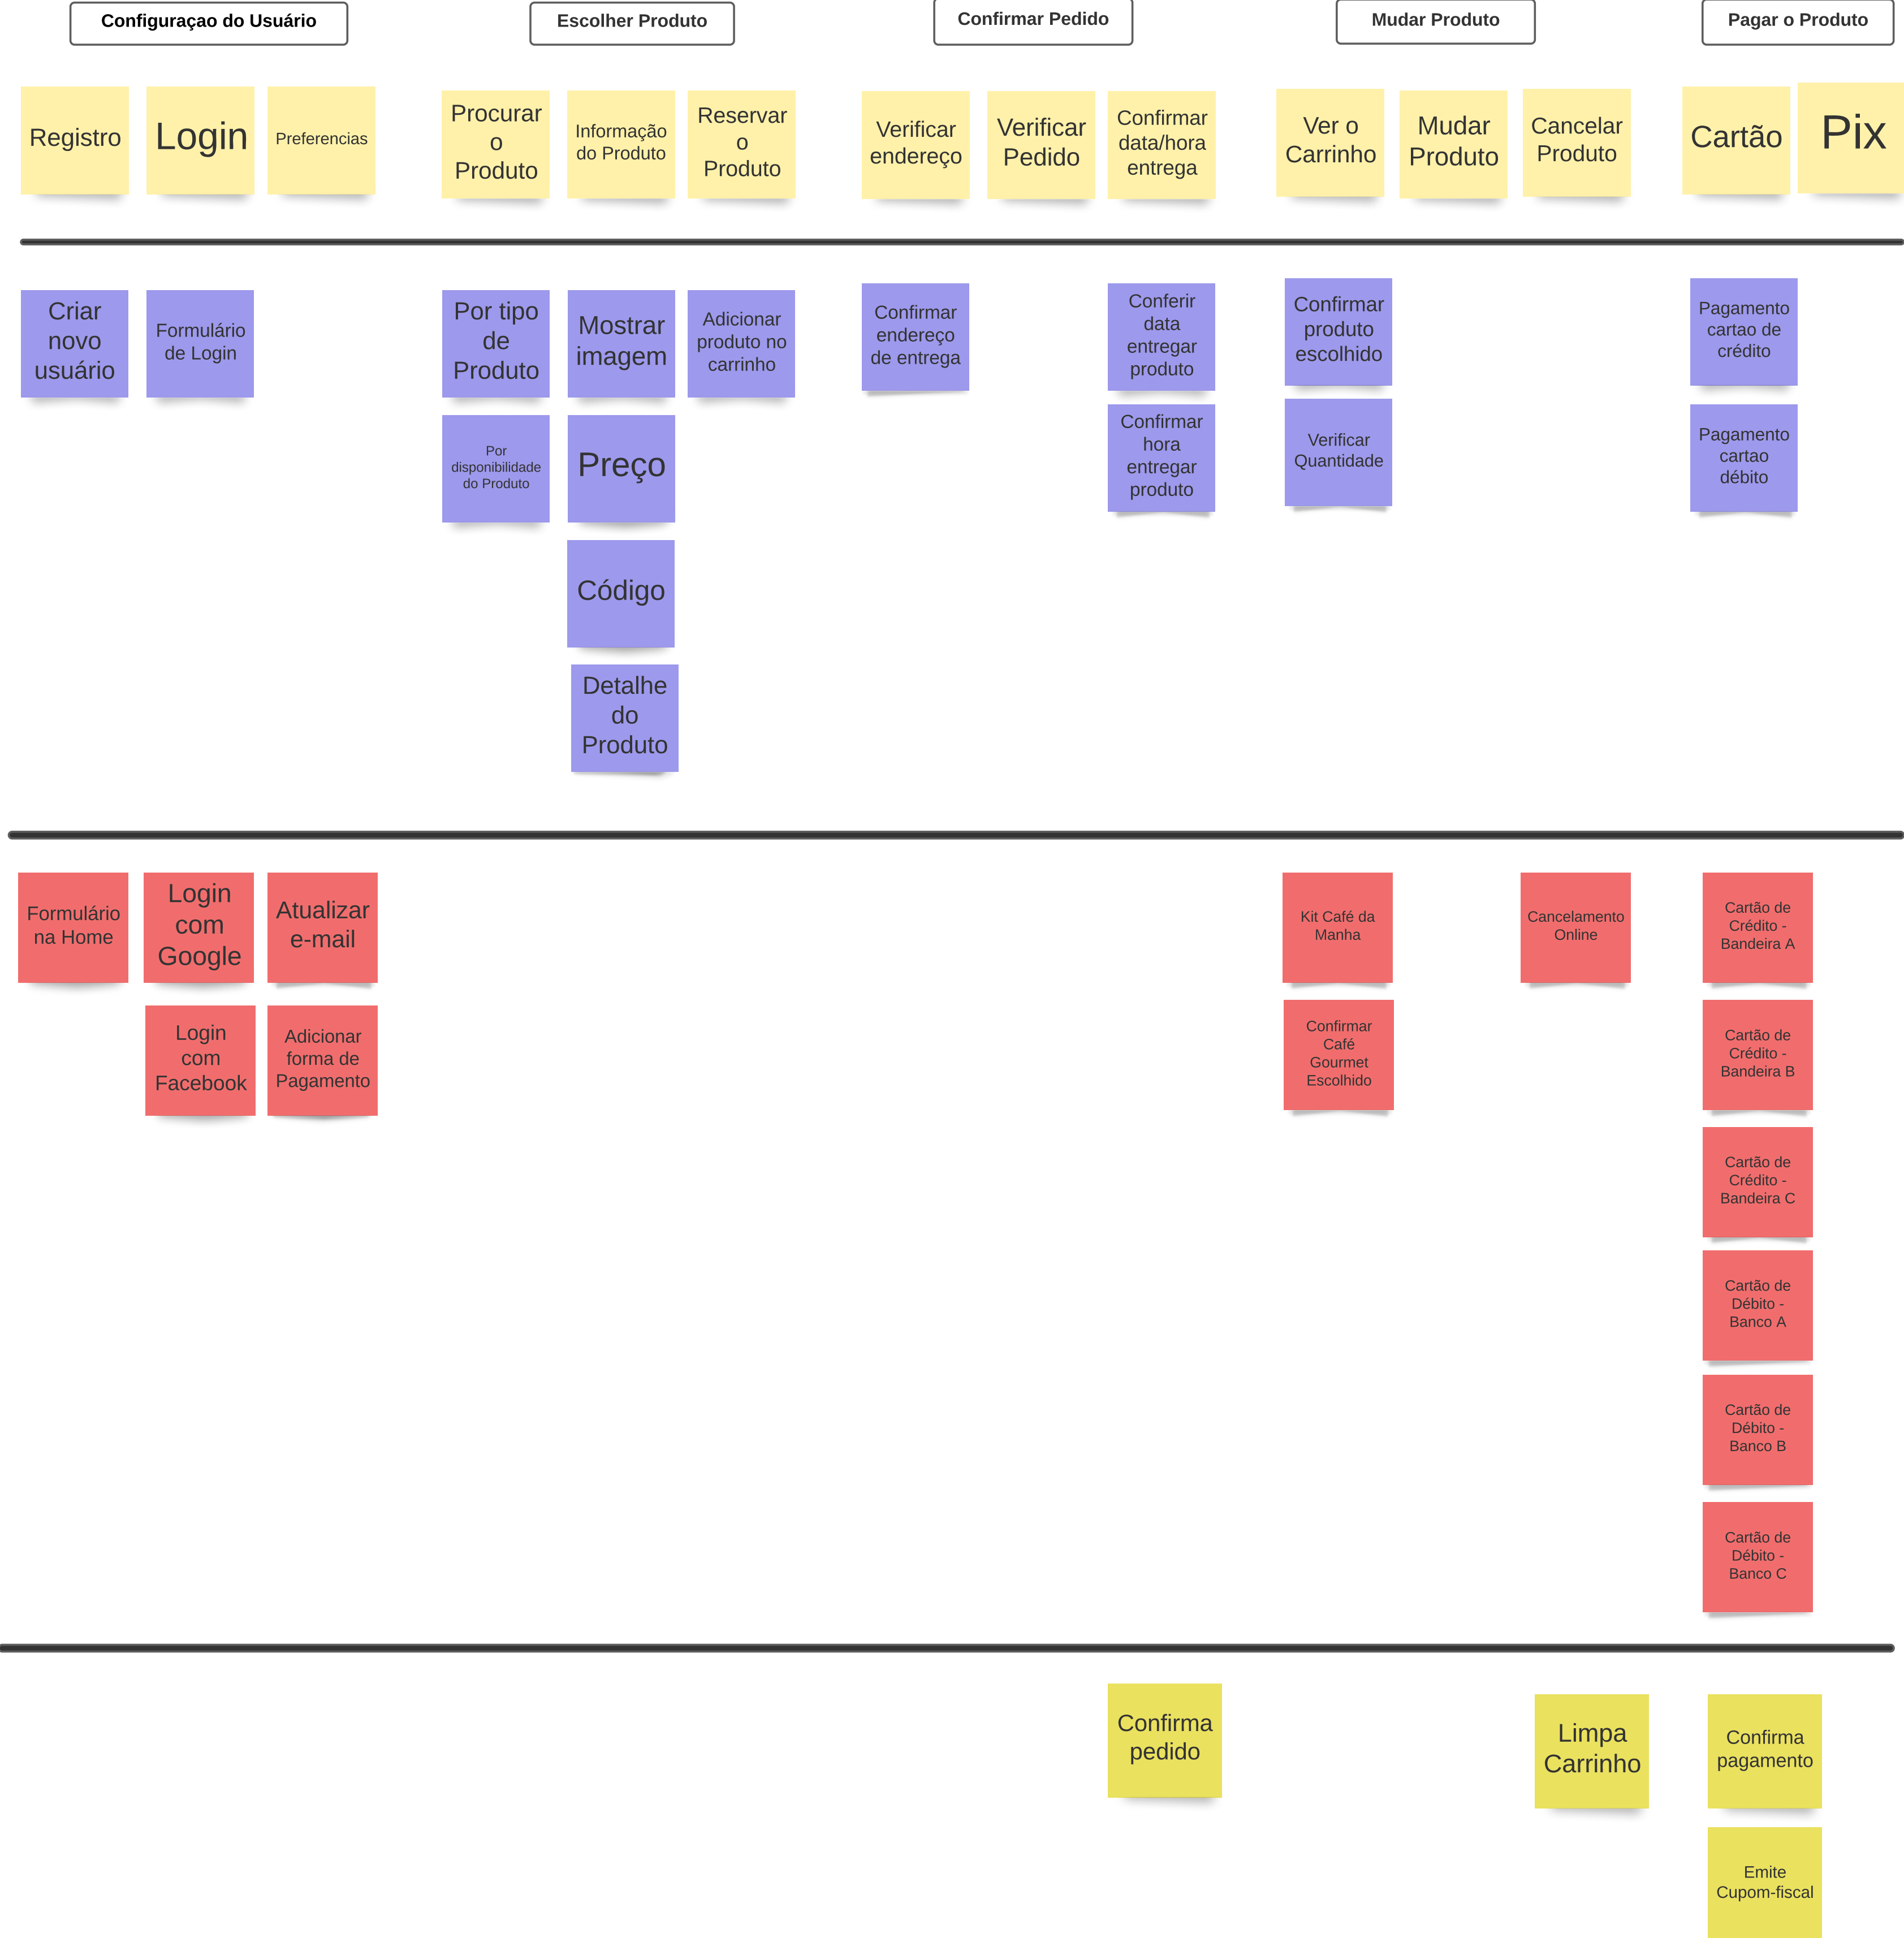 Configuraçao do Usuário
Escolher Produto
Confirmar Pedido
Mudar Produto
Pagar o Produto
Registro
Login
Preferencias
Procurar
o
Produto
Informação
do Produto
Reservar
o
Produto
Verificar
endereço
Verificar
Pedido
Confirmar
data/hora
entrega
Ver o
Carrinho
Mudar
Produto
Cancelar
Produto
Cartão
Pix
Criar
novo
usuário
Formulário
de Login
Por tipo
de
Produto
Mostrar
imagem
Adicionar
produto no
carrinho
Confirmar
endereço
de entrega
Conferir
data
entregar
produto
Confirmar
produto
escolhido
Pagamento
cartao de
crédito
Por
disponibilidade
do Produto
Preço
Confirmar
hora
entregar
produto
Verificar
Quantidade
Pagamento
cartao
débito
Código
Detalhe
do
Produto
Formulário
na Home
Login
com
Google
Atualizar
e-mail
Kit Café da
Manha
Cancelamento
Online
Cartão de
Crédito -
Bandeira A
Login
com
Facebook
Adicionar
forma de
Pagamento
Confirmar
Café
Gourmet
Escolhido
Cartão de
Crédito -
Bandeira B
Cartão de
Crédito -
Bandeira C
Cartão de
Débito -
Banco A
Cartão de
Débito -
Banco B
Cartão de
Débito -
Banco C
Confirma
pedido
Limpa
Carrinho
Confirma
pagamento
Emite
Cupom-fiscal